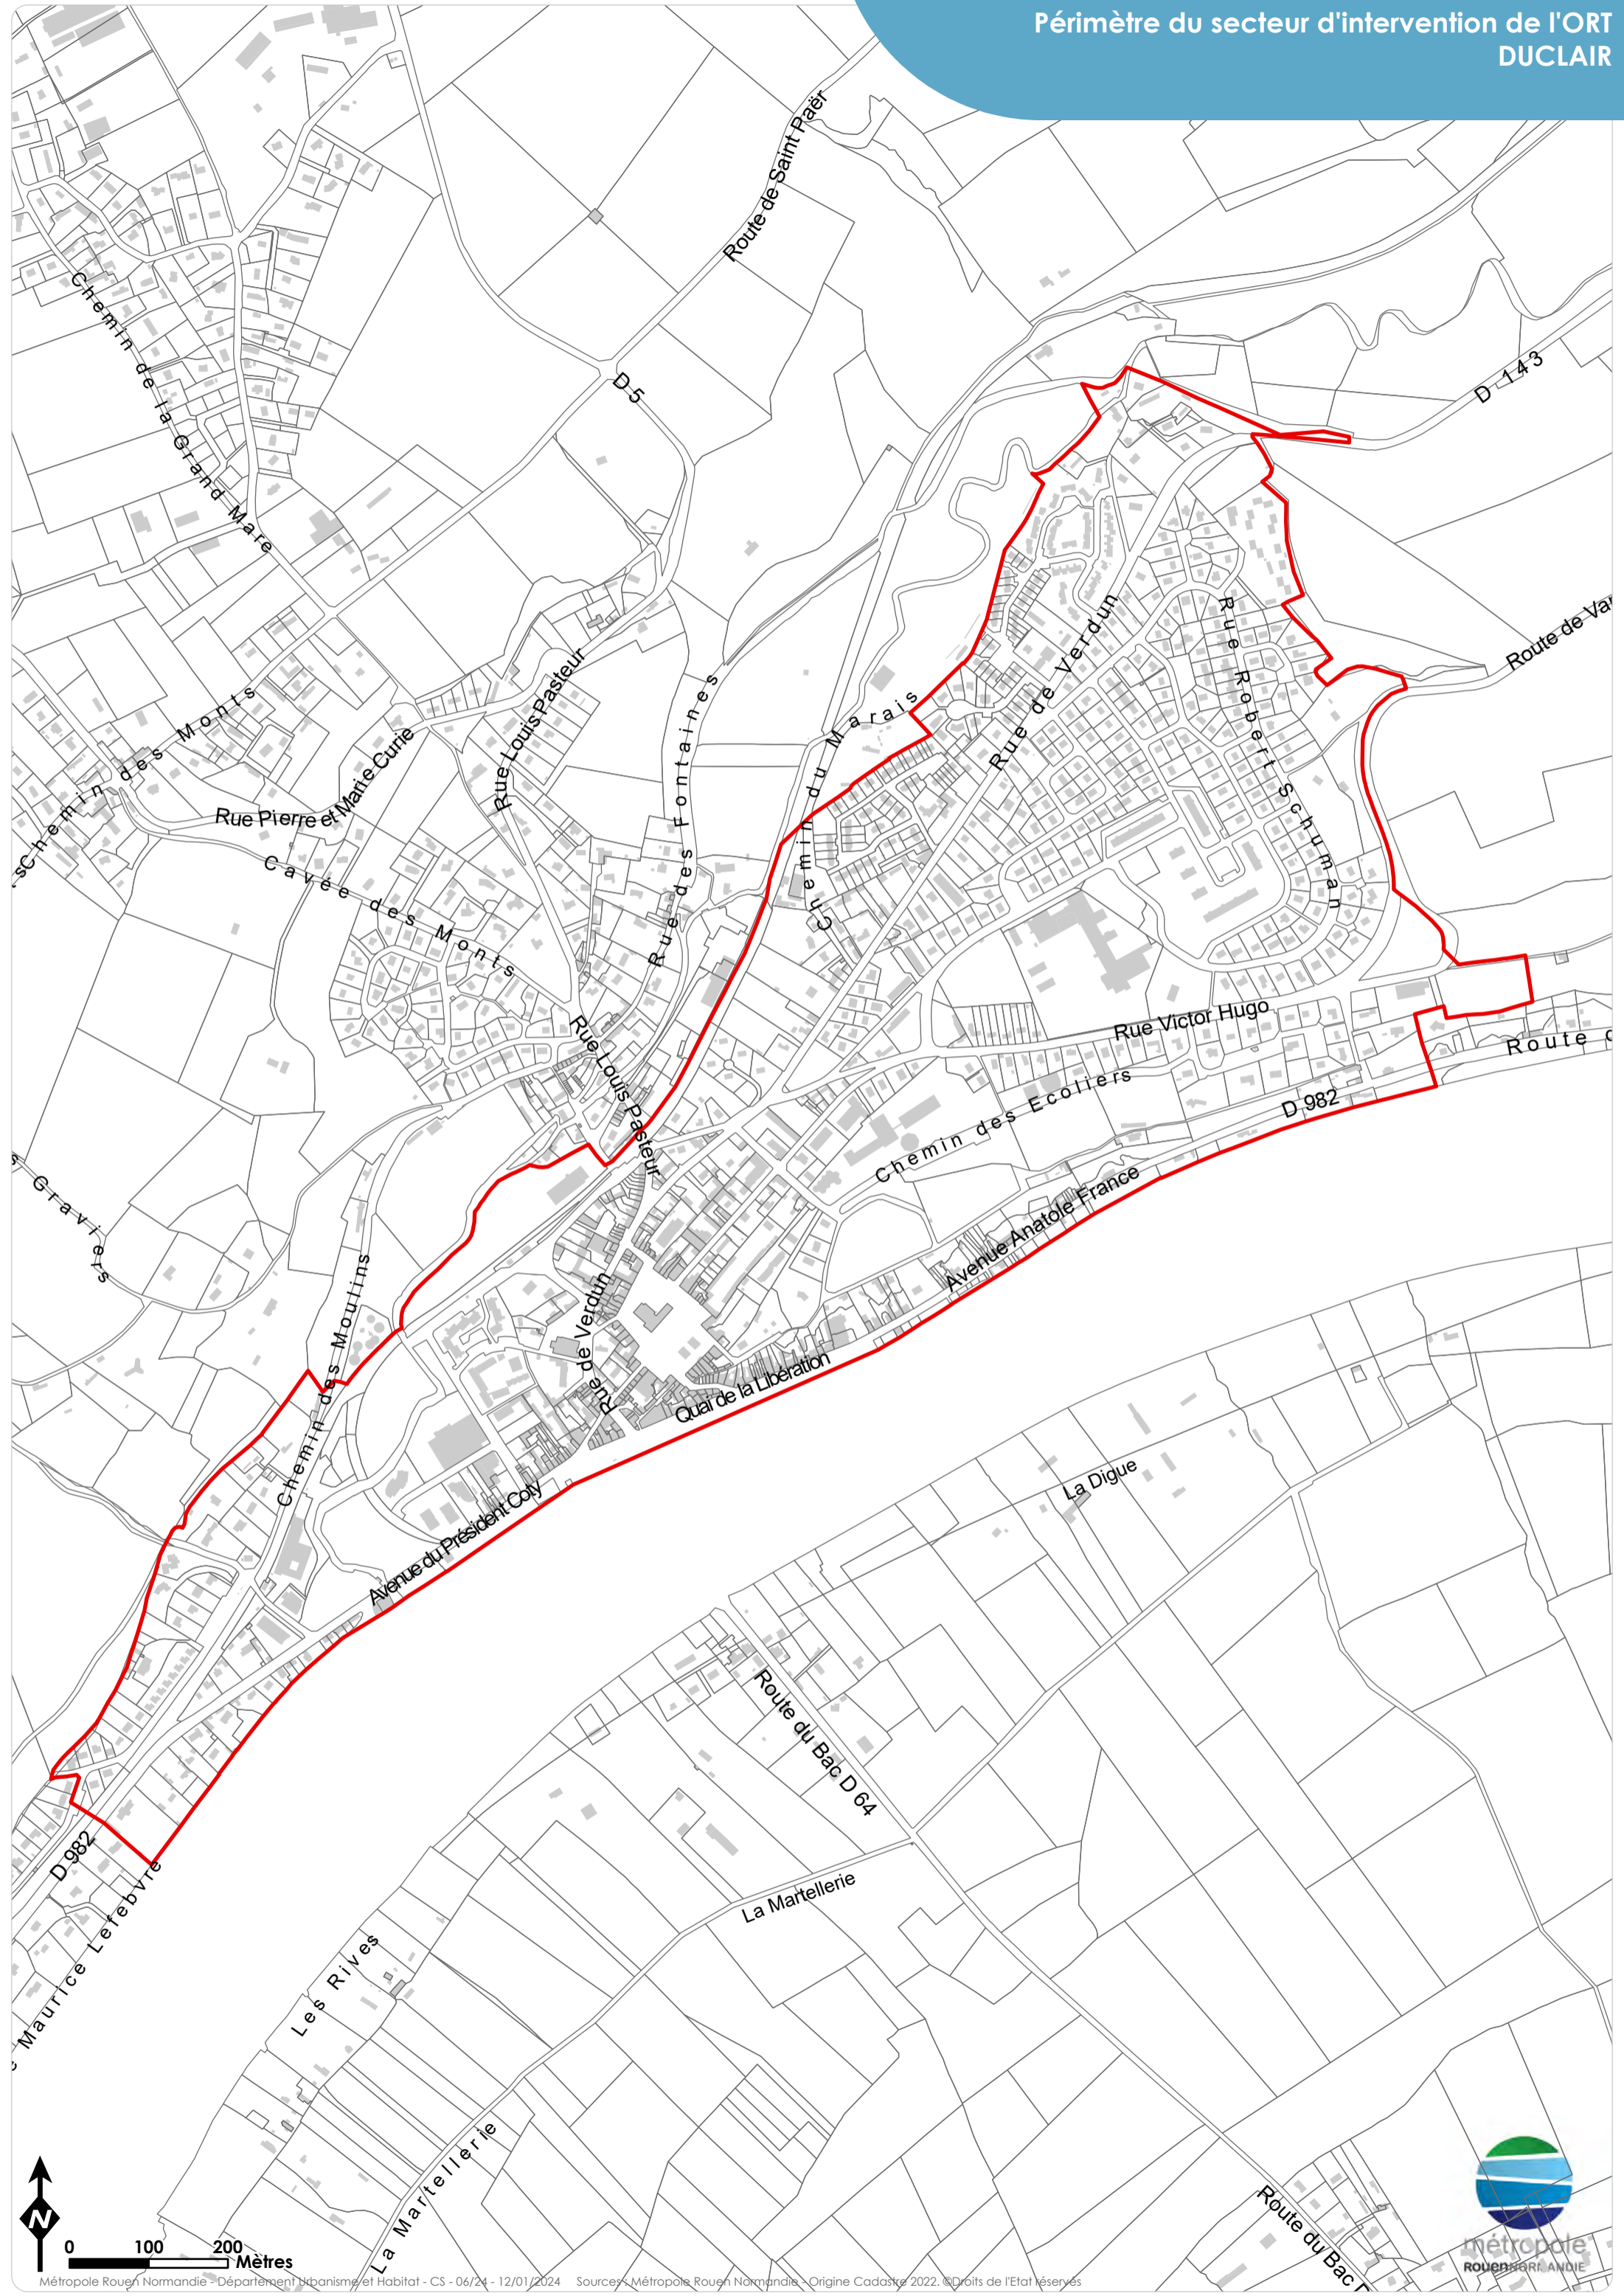 Périmètre du secteur d'intervention de l'ORT
DUCLAIR
Route de Saint Paër
Chemin de la Grand Mare
D 5
D 143
Route de Va
Rue de Verdun
Rue Robert Schuman
Rue Louis Pasteur
Chemin du Marais
Chemin des Monts
Rue Pierre et Marie Curie
Rue des Fontaines
Cavée des Monts
Rue Victor Hugo
Route d
Rue Louis Pasteur
Chemin des Ecoliers
D 982
s Graviers
Avenue Anatole France
Chemin des Moulins
Rue de Verdun
Quai de la Libération
La Digue
Avenue du Président Coty
Route du Bac D 64
D 982
Maurice Lefebvre
La Martellerie
Les Rives
La Martellerie
Route du Bac
N
0 100 200
Mètres
métropole
ROUENNORMANDIE
Métropole Rouen Normandie - Département Urbanisme et Habitat - CS - 06/24 - 12/01/2024 Sources : Métropole Rouen Normandie - Origine Cadastre 2022. ©Droits de l'Etat réservés